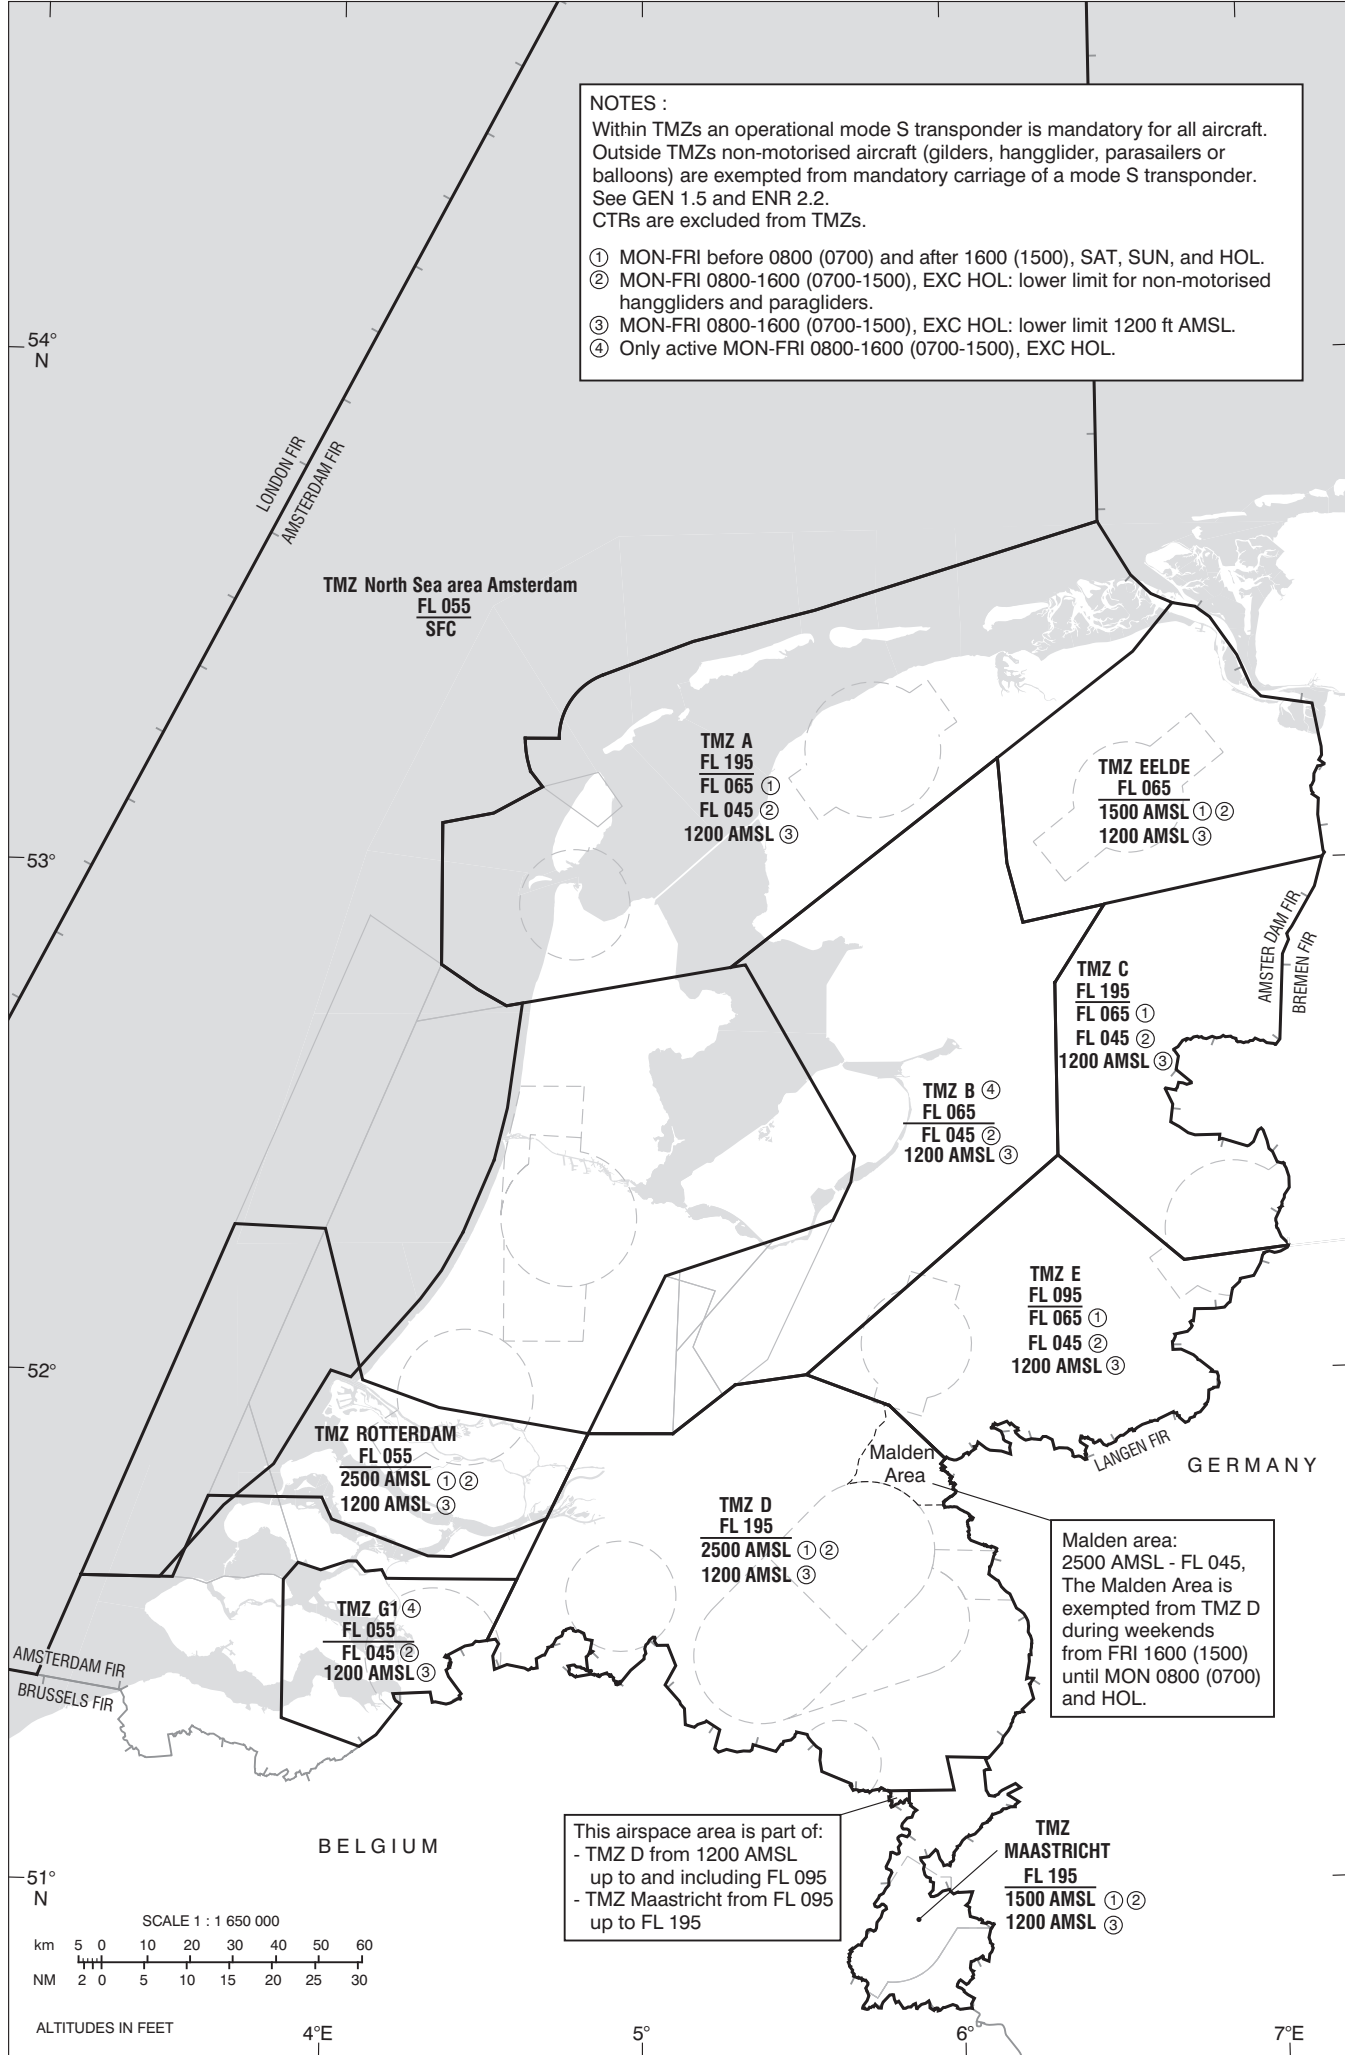 NOTES :
Within TMZs an operational mode S transponder is mandatory for all aircraft.
Outside TMZs non-motorised aircraft (gilders, hangglider, parasailers or
balloons) are exempted from mandatory carriage of a mode S transponder.
See GEN 1.5 and ENR 2.2.
CTRs are excluded from TMZs.
① MON-FRI before 0800 (0700) and after 1600 (1500), SAT, SUN, and HOL.
② MON-FRI 0800-1600 (0700-1500), EXC HOL: lower limit for non-motorised
hanggliders and paragliders.
③ MON-FRI 0800-1600 (0700-1500), EXC HOL: lower limit 1200 ft AMSL.
④ Only active MON-FRI 0800-1600 (0700-1500), EXC HOL.
54°
N
LONDON FIR
AMSTERDAM FIR
TMZ North Sea area Amsterdam
FL 055
SFC
TMZ A
FL 195
FL 065 ①
FL 045 ②
1200 AMSL ③
TMZ EELDE
FL 065
1500 AMSL ① ②
1200 AMSL ③
53°
AMSTER DAM FIR
BREMEN FIR
TMZ C
FL 195
FL 065 ①
FL 045 ②
1200 AMSL ③
TMZ B ④
FL 065
FL 045 ②
1200 AMSL ③
TMZ E
FL 095
FL 065 ①
FL 045 ②
1200 AMSL ③
52°
TMZ ROTTERDAM
FL 055
2500 AMSL ① ②
1200 AMSL ③
Malden
Area
LANGEN FIR
GERMANY
TMZ D
FL 195
2500 AMSL ① ②
1200 AMSL ③
Malden area:
2500 AMSL - FL 045,
The Malden Area is
exempted from TMZ D
during weekends
from FRI 1600 (1500)
until MON 0800 (0700)
and HOL.
TMZ G1 ④
FL 055
FL 045 ②
1200 AMSL ③
AMSTERDAM FIR
BRUSSELS FIR
BELGIUM
This airspace area is part of:
- TMZ D from 1200 AMSL
up to and including FL 095
- TMZ Maastricht from FL 095
up to FL 195
TMZ
MAASTRICHT
FL 195
1500 AMSL ① ②
1200 AMSL ③
51°
N
SCALE 1 : 1 650 000
km 5 0 10 20 30 40 50 60
NM 2 0 5 10 15 20 25 30
ALTITUDES IN FEET
4°E 5° 6° 7°E